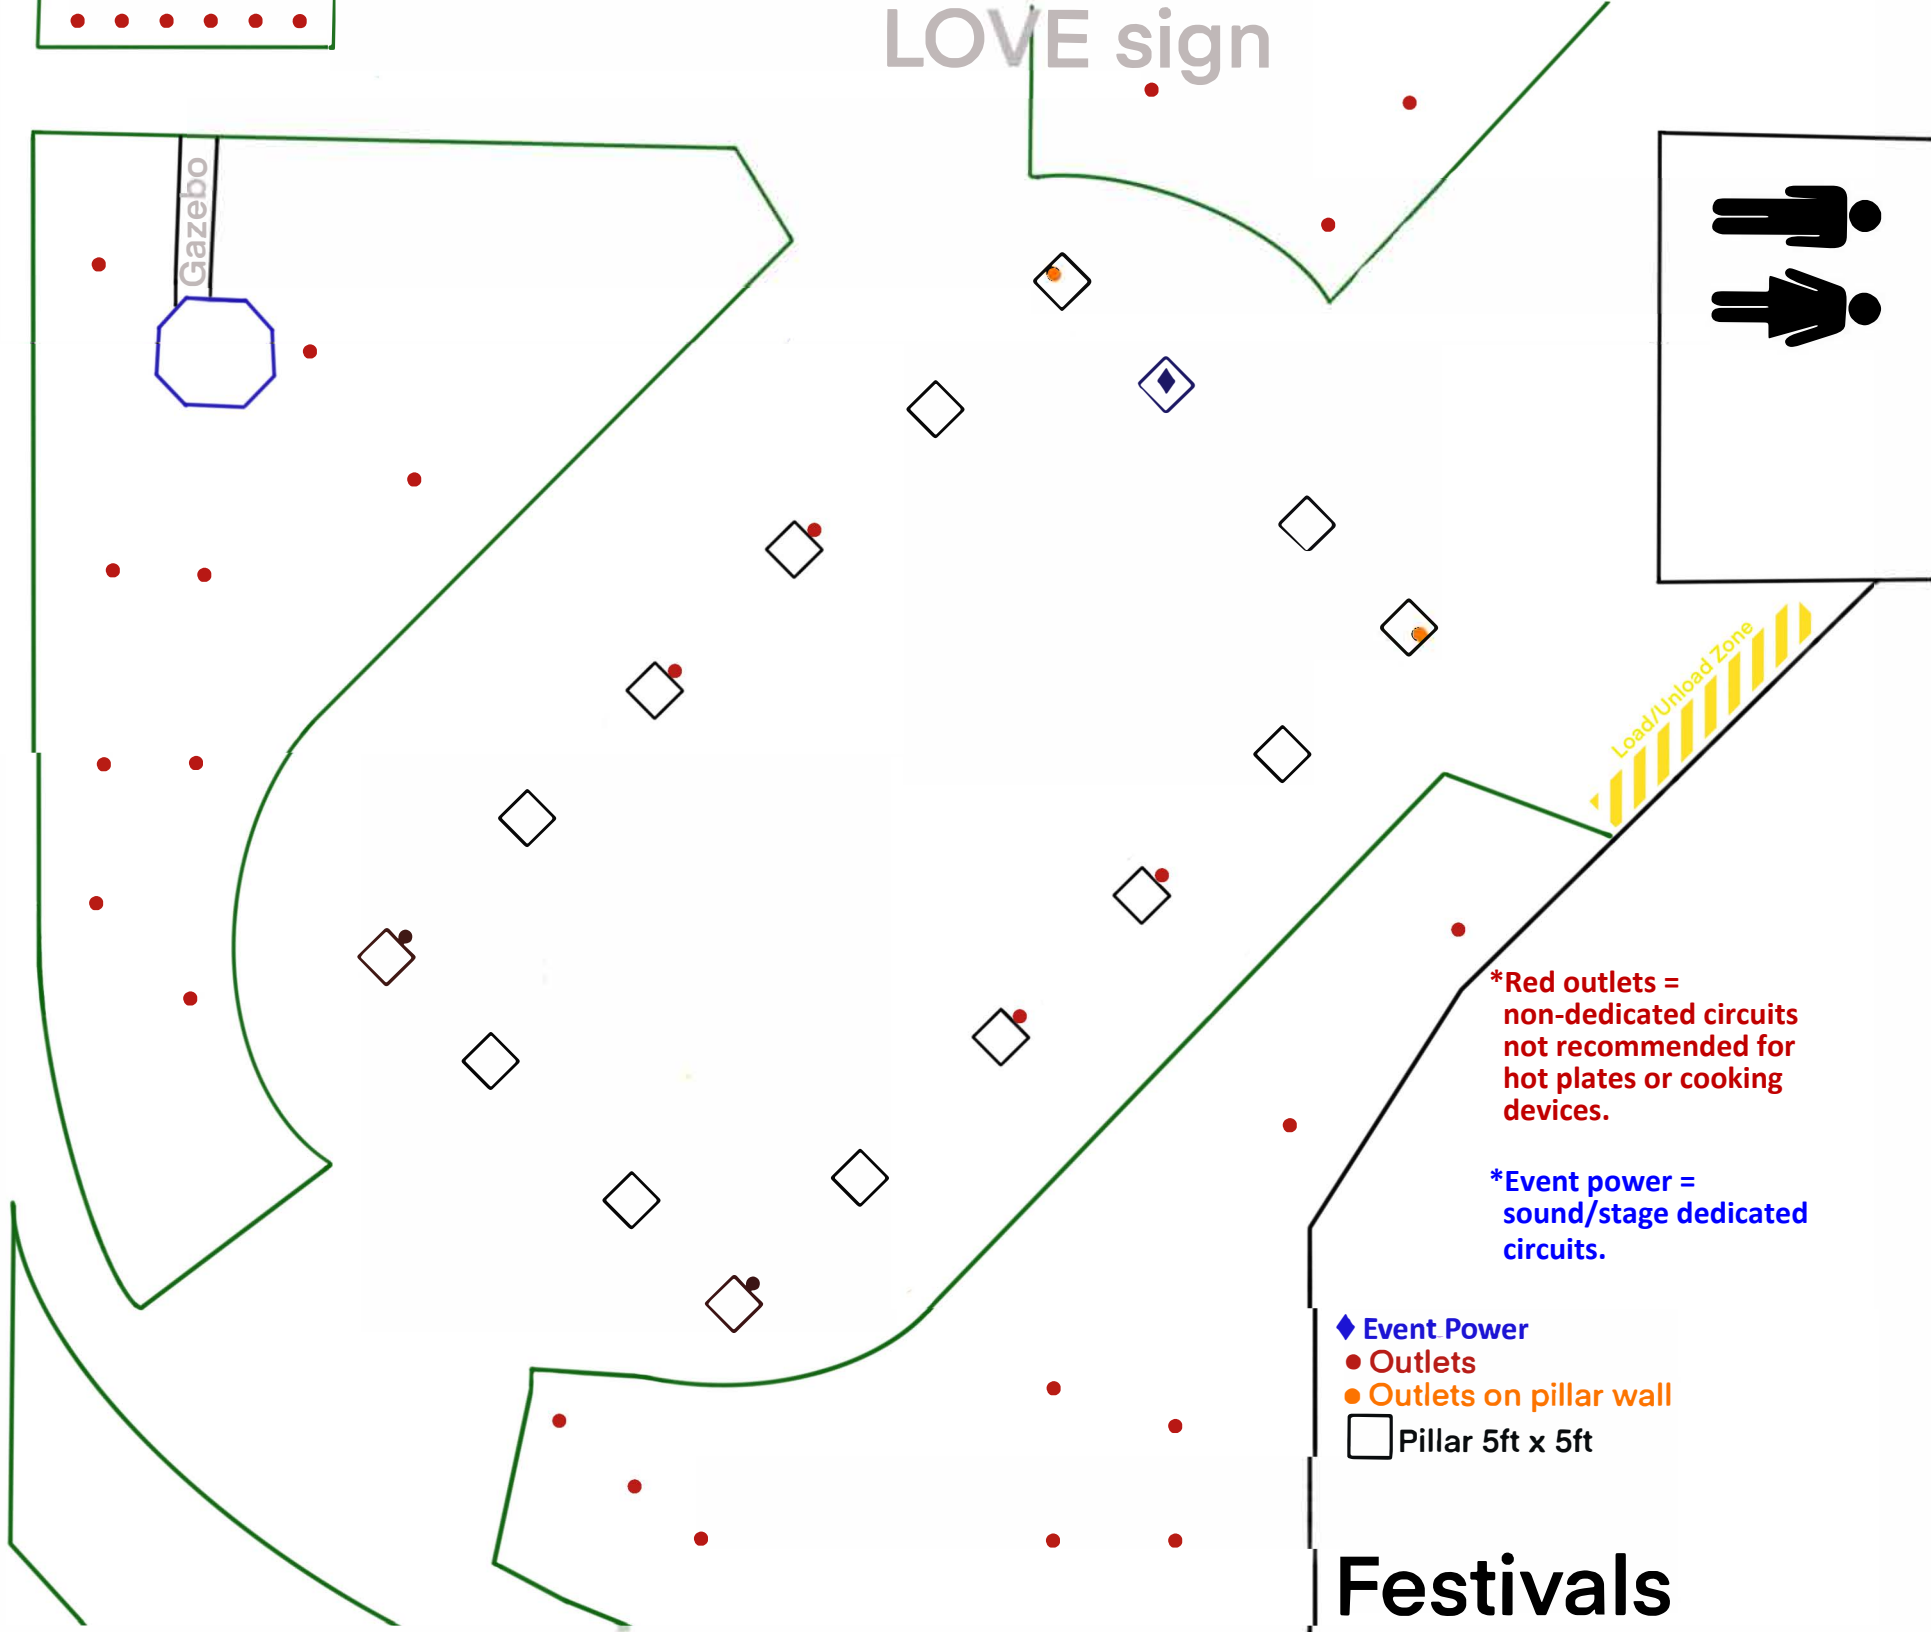 LOVE sign
Gazebo
Load/Unload Zone
*Red outlets =
non-dedicated circuits
not recommended for
hot plates or cooking
devices.
*Event power =
sound/stage dedicated
circuits.
Event Power
Outlets
Outlets on pillar wall
Pillar 5ft x 5ft
Festivals